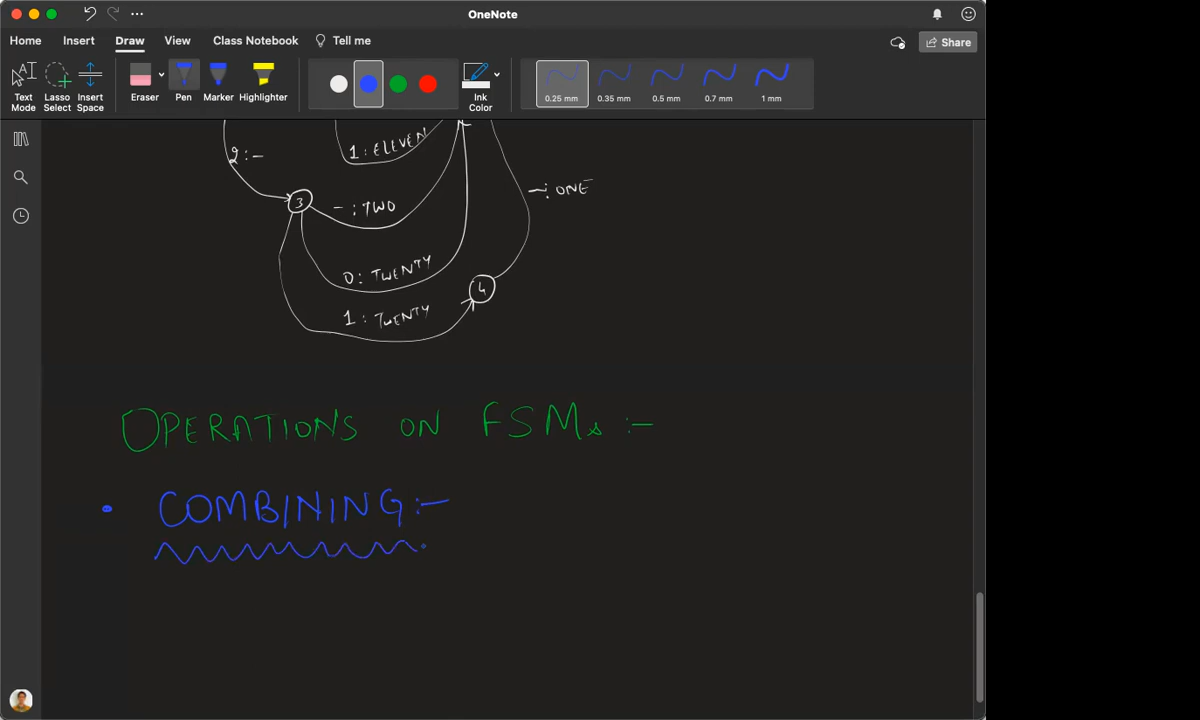 OneNote
Home Insert Draw View Class Notebook Tell me Share
Text Mode Lasso Select Insert Space Eraser Pen Marker Highlighter Ink Color 0.25 mm 0.35 mm 0.5 mm 0.7 mm 1 mm
1 : ELEVEN
2 :-
- : ONE
3 - : TWO
0 : TWENTY
4
1 : TWENTY
OPERATIONS ON FSMs :-
• COMBINING :-